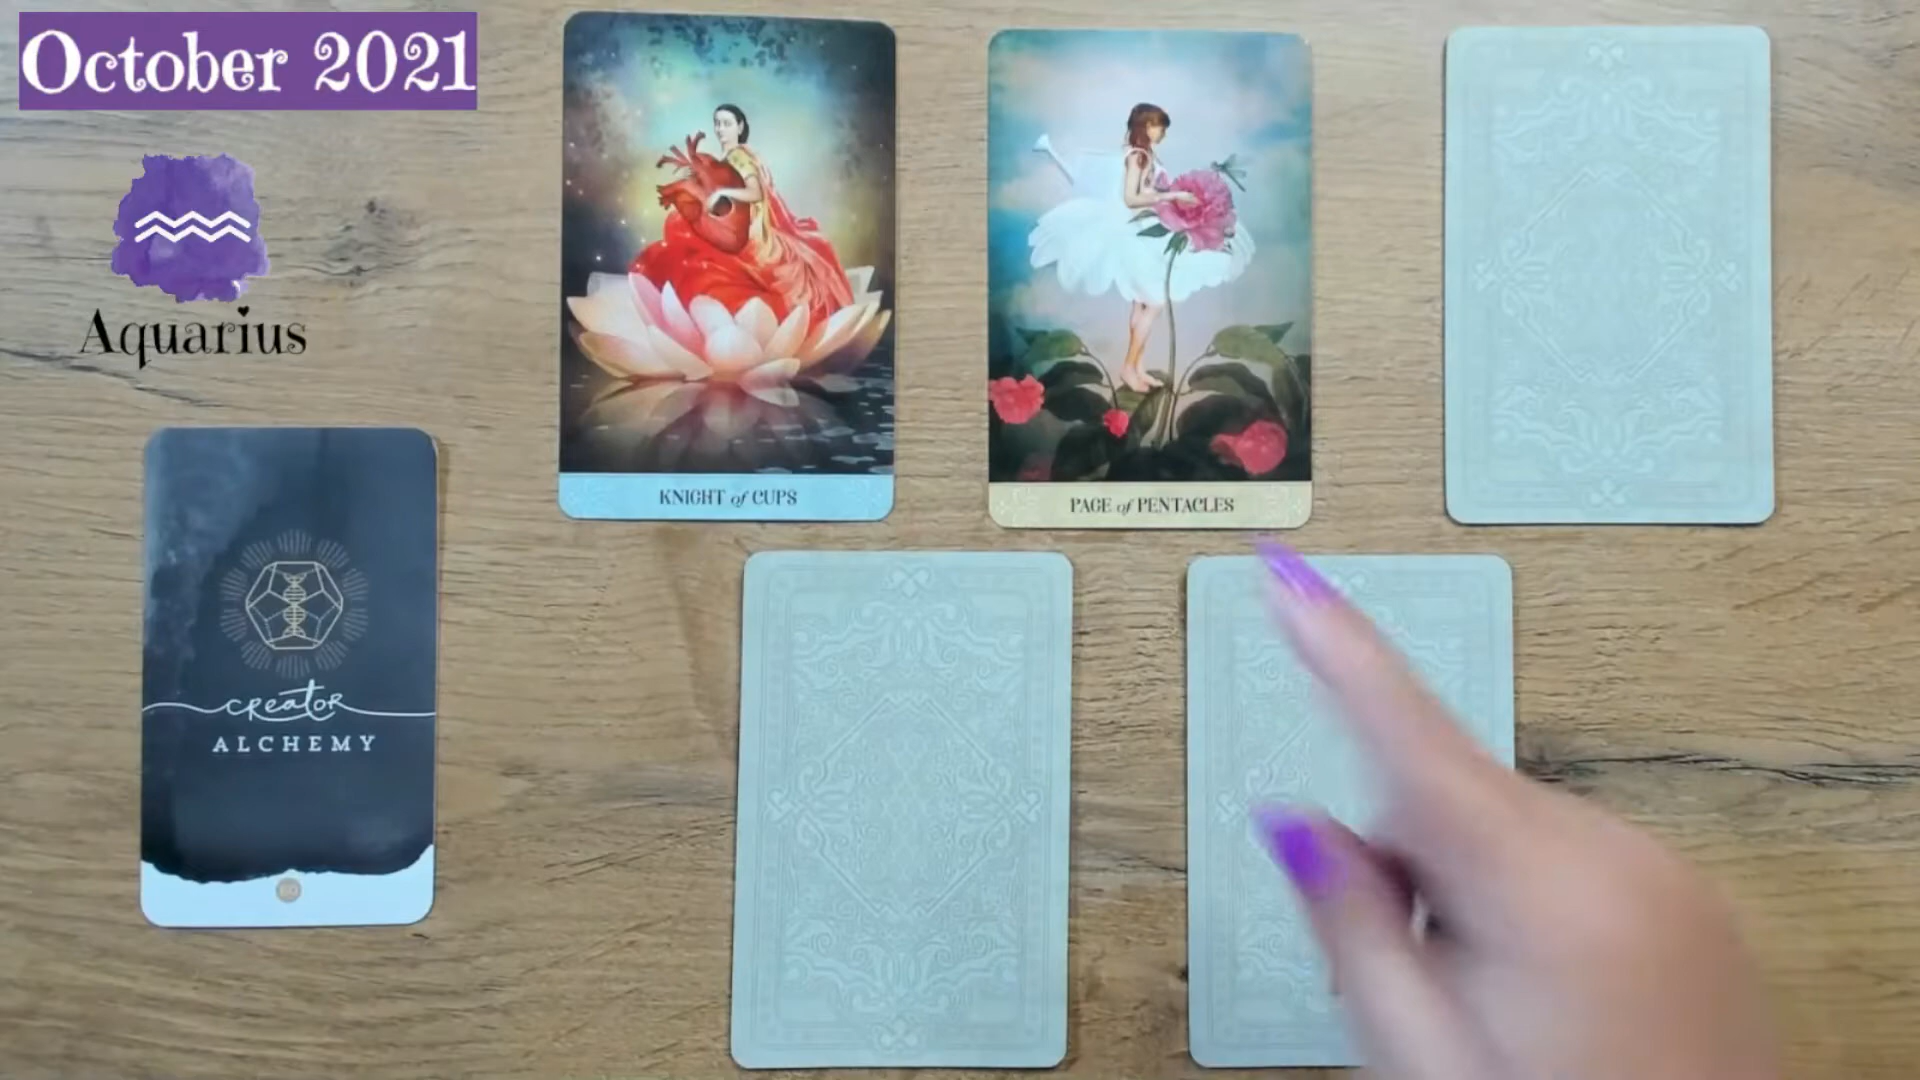 October 2021
Aquarius
KNIGHT of CUPS
PAGE of PENTACLES
creator
ALCHEMY